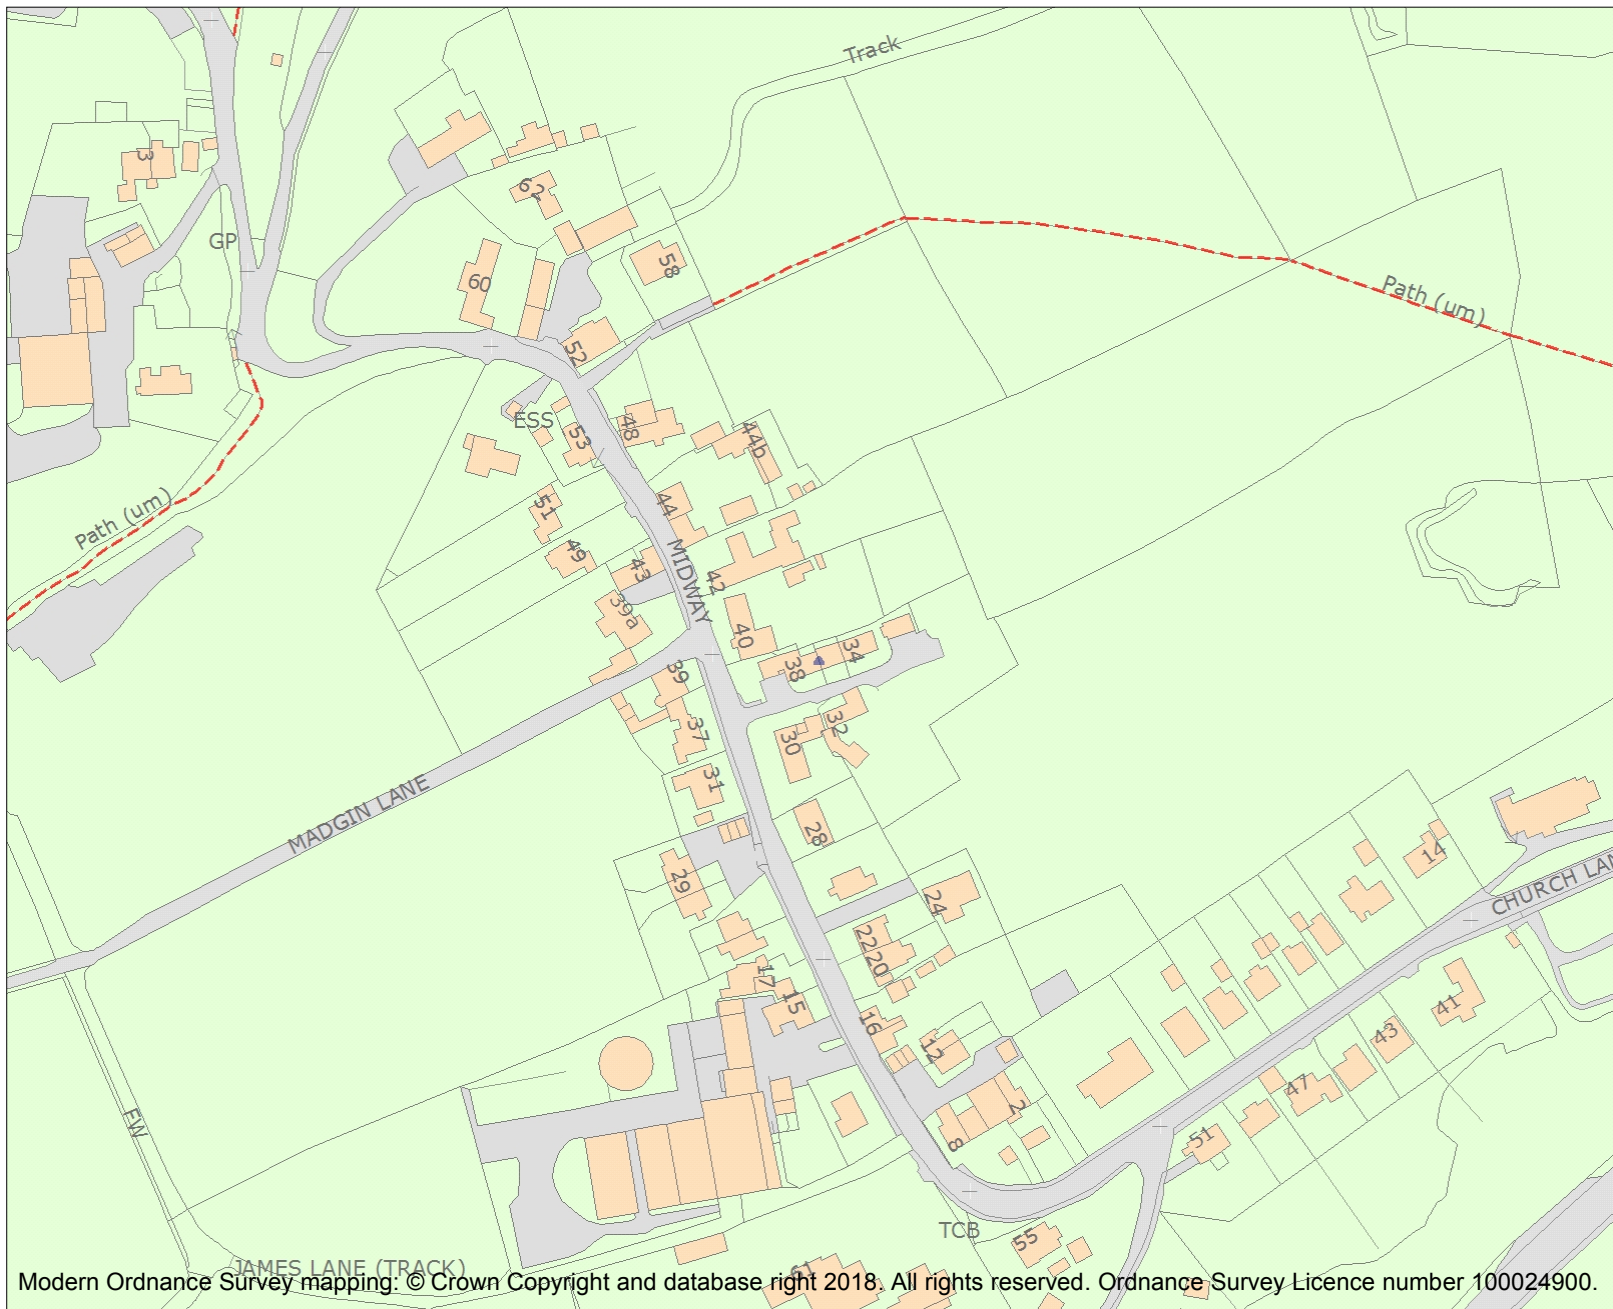 Track
3
62
GP
58
60
Path (um)
52
ESS
48
53
44b
51
44
Path (um)
49
43
MIDWAY
42
39a
40
38
34
39
32
37
30
31
MADGIN LANE
28
14
29
24
CHURCH LAN
22
20
17
15
41
16
43
12
47
FW
2
8
51
TCB
55
JAMES LANE (TRACK)
61
Modern Ordnance Survey mapping: © Crown Copyright and database right 2018. All rights reserved. Ordnance Survey Licence number 100024900.